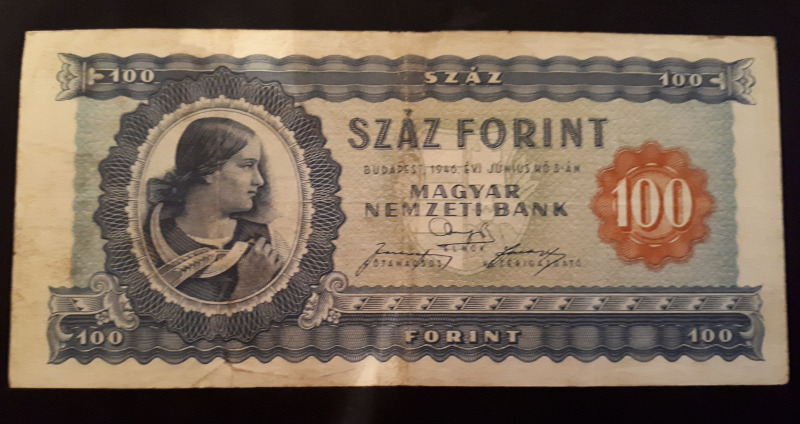 100 SZÁZ 100
SZÁZ FORINT
BUDAPEST, 1946. ÉVI JÚNIUS HÓ 3-ÁN
MAGYAR
NEMZETI BANK
100
ELNÖK
FŐTANÁCSOS VEZÉRIGAZGATÓ
100 FORINT 100